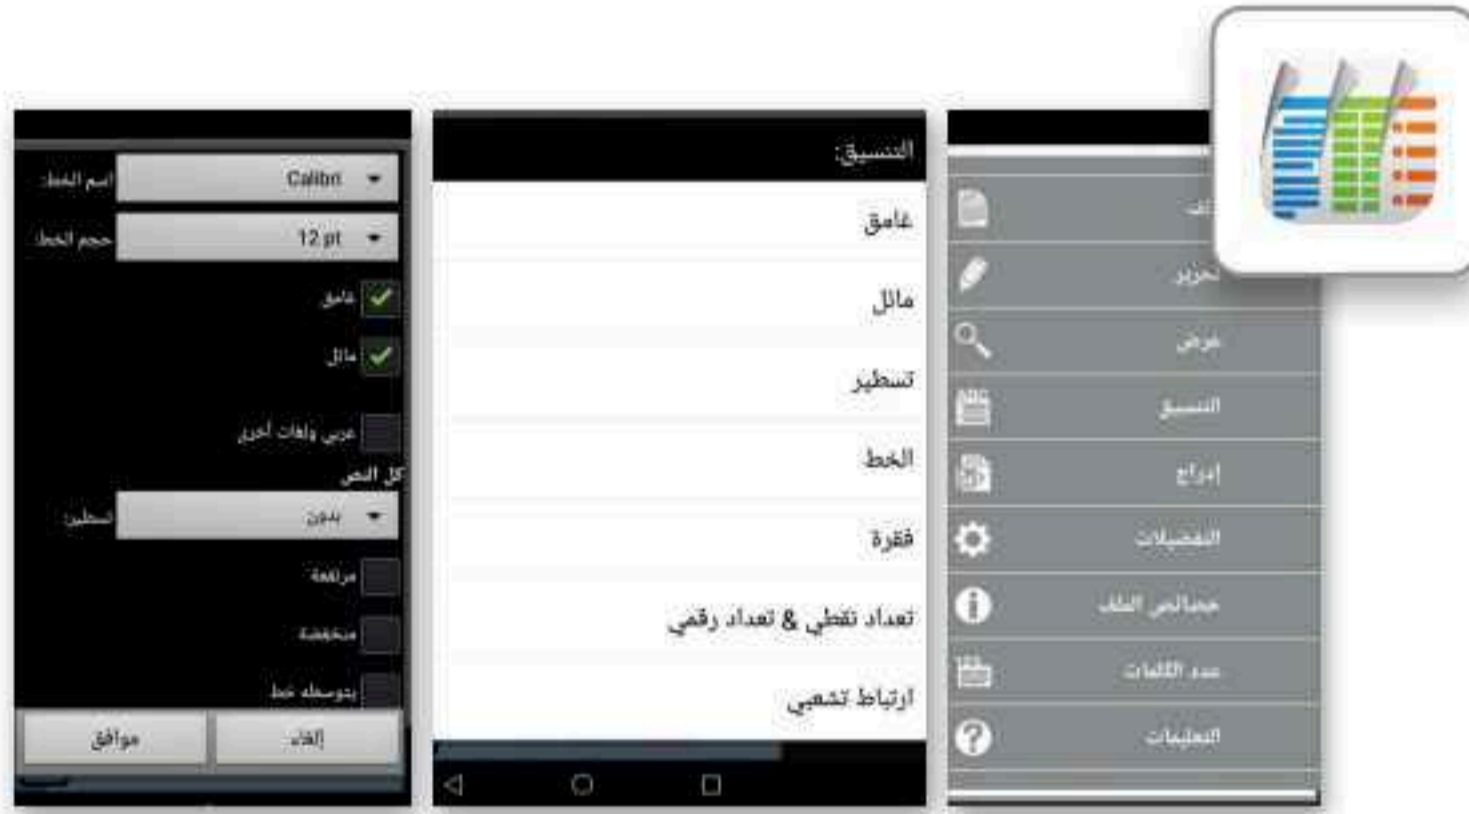 اسم الخط:
Calibri
حجم الخط:
12 pt
غامق
مائل
عربي ولغات أخرى
كل النص
تسطير:
بدون
مرتفعة
منخفضة
يتوسطه خط
موافق
إلغاء
التنسيق:
غامق
مائل
تسطير
الخط
فقرة
تعداد نقطي & تعداد رقمي
ارتباط تشعبي
تحرير
عرض
التنسيق
إدراج
التفضيلات
خصائص الملف
عدد الكلمات
التعليمات